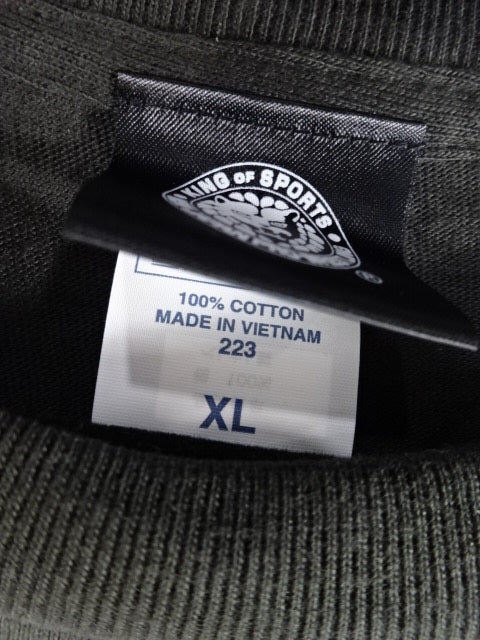 KING OF SPORTS
®
100% COTTON
MADE IN VIETNAM
223
XL